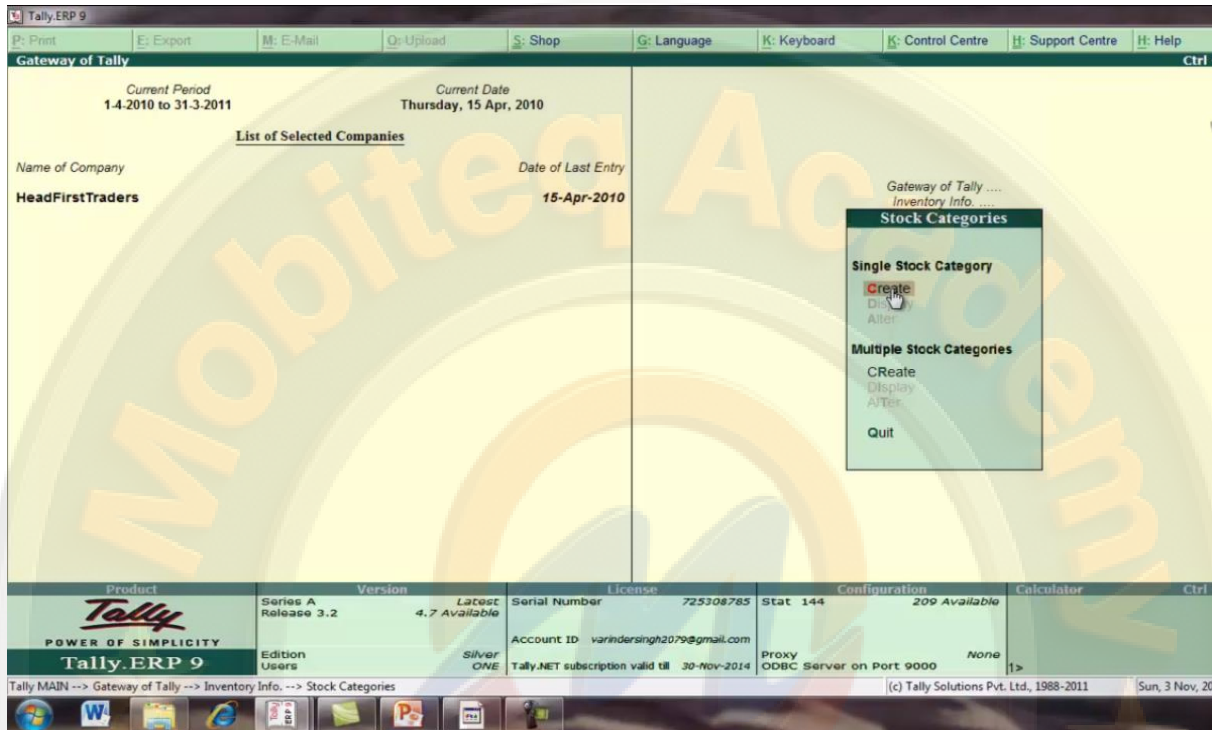 Tally.ERP 9
P: Print E: Export M: E-Mail O: Upload S: Shop G: Language K: Keyboard K: Control Centre H: Support Centre H: Help
Gateway of Tally Ctrl
Current Period Current Date
1-4-2010 to 31-3-2011 Thursday, 15 Apr, 2010
List of Selected Companies
Name of Company Date of Last Entry
HeadFirstTraders 15-Apr-2010
Gateway of Tally ....
Inventory Info. ....
Stock Categories
Single Stock Category
Create
Display
Alter
Multiple Stock Categories
CReate
DIsplay
AlTer
Quit
Mobiteq Academy
Product Version License Configuration Calculator Ctrl
Tally
POWER OF SIMPLICITY
Tally.ERP 9
Series A Latest
Release 3.2 4.7 Available
Edition Silver
Users ONE
Serial Number 725308785
Account ID varindersingh2079@gmail.com
Tally.NET subscription valid till 30-Nov-2014
Stat 144 209 Available
Proxy None
ODBC Server on Port 9000
1>
Tally MAIN --> Gateway of Tally --> Inventory Info. --> Stock Categories (c) Tally Solutions Pvt. Ltd., 1988-2011 Sun, 3 Nov, 20